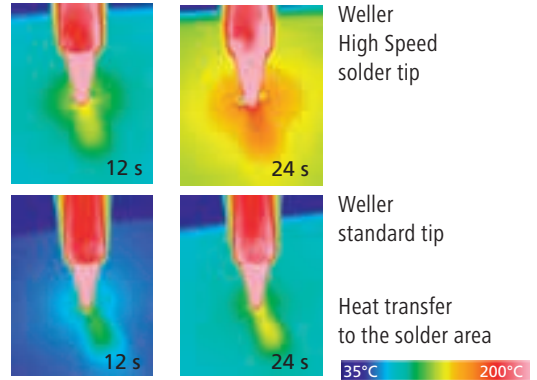 12 s
24 s
Weller
High Speed
solder tip
12 s
24 s
Weller
standard tip
Heat transfer
to the solder area
35°C 200°C